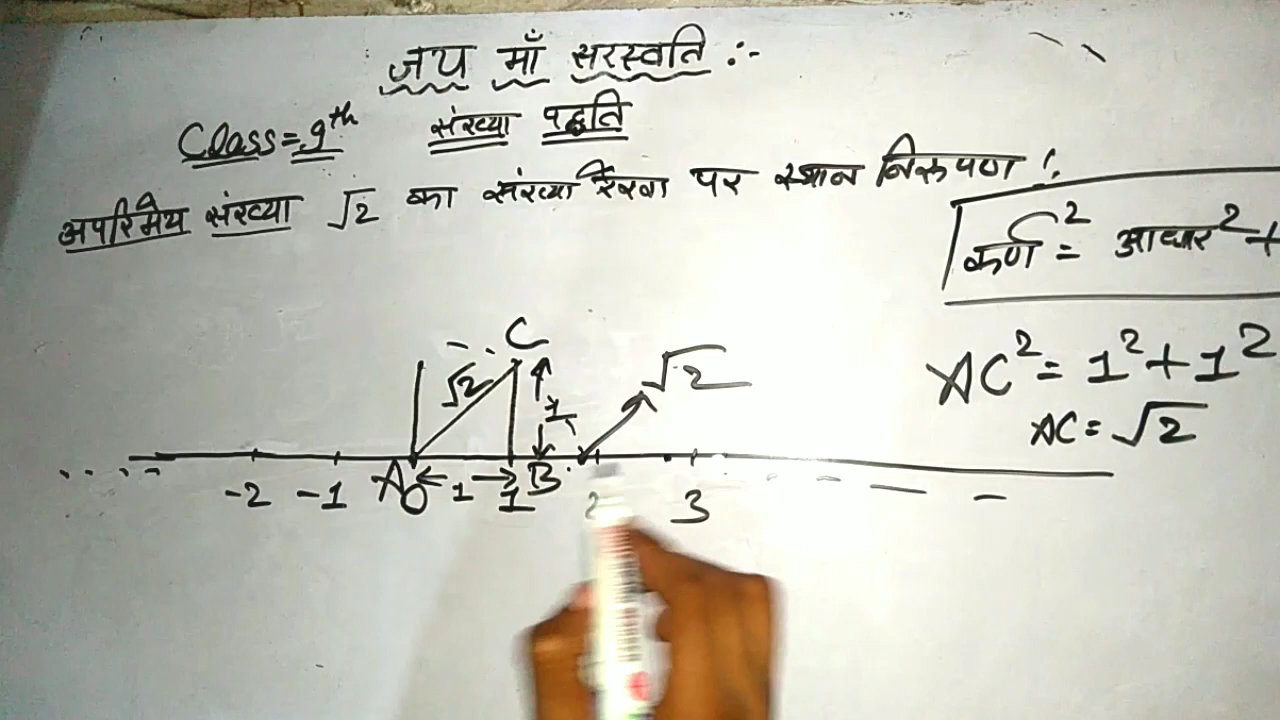 जय माँ सरस्वति :-
Class = 9th संख्या पद्धति
अपरिमेय संख्या √2 का संख्या रेखा पर स्थान निरूपण !
कर्ण² = आधार² +
AC² = 1² + 1²
AC = √2
C
√2 1 √2
A 1 B
-2 -1 0 1 2 3